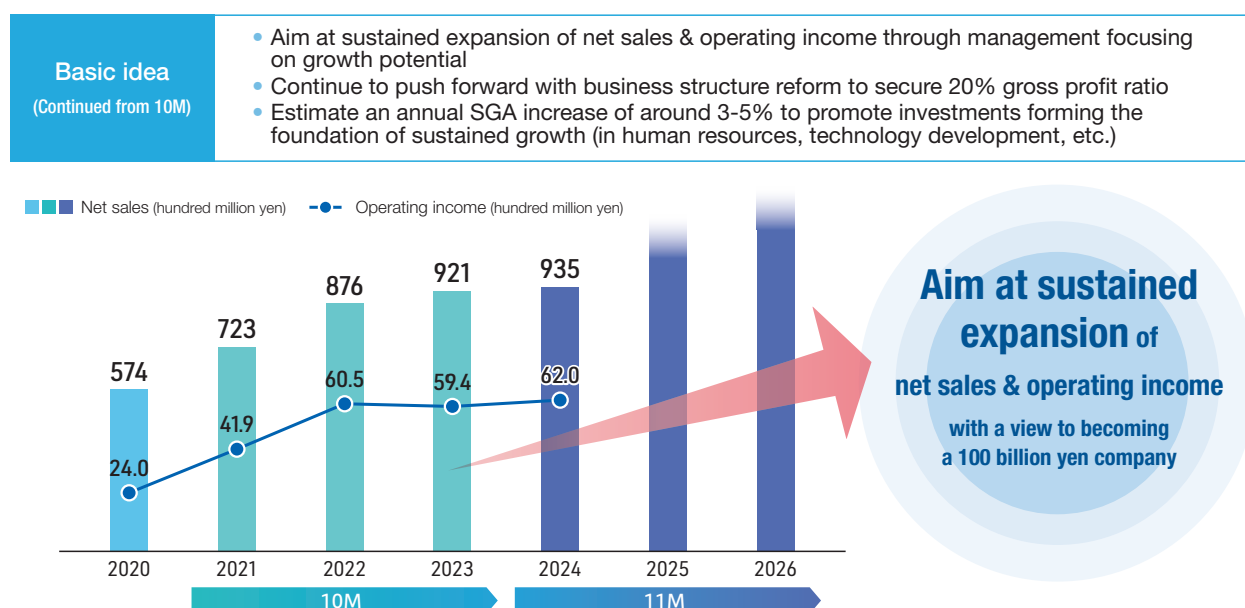 Basic idea
(Continued from 10M)
• Aim at sustained expansion of net sales & operating income through management focusing
on growth potential
• Continue to push forward with business structure reform to secure 20% gross profit ratio
• Estimate an annual SGA increase of around 3-5% to promote investments forming the
foundation of sustained growth (in human resources, technology development, etc.)
Net sales (hundred million yen)
Operating income (hundred million yen)
574
723
876
921
935
24.0
41.9
60.5
59.4
62.0
2020
2021
2022
2023
2024
2025
2026
10M
11M
Aim at sustained
expansion of
net sales & operating income
with a view to becoming
a 100 billion yen company